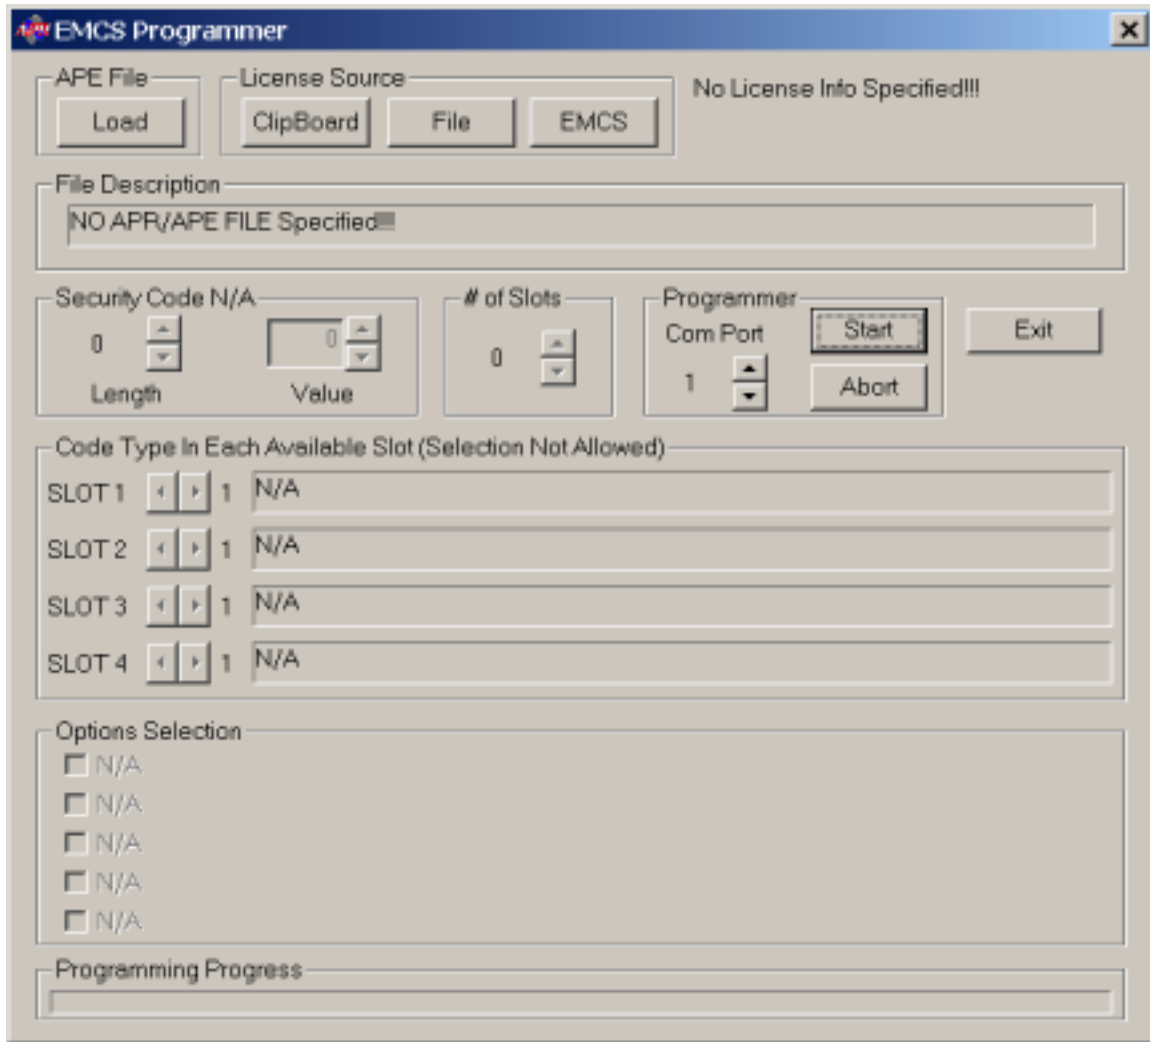 EMCS Programmer
APE File
License Source
No License Info Specified!!!
Load
ClipBoard
File
EMCS
File Description
NO APR/APE FILE Specified!!!
Security Code N/A
# of Slots
Programmer
0
0
0
Com Port
1
Start
Exit
Length
Value
Abort
Code Type In Each Available Slot (Selection Not Allowed)
SLOT 1 1 N/A
SLOT 2 1 N/A
SLOT 3 1 N/A
SLOT 4 1 N/A
Options Selection
N/A
N/A
N/A
N/A
N/A
Programming Progress